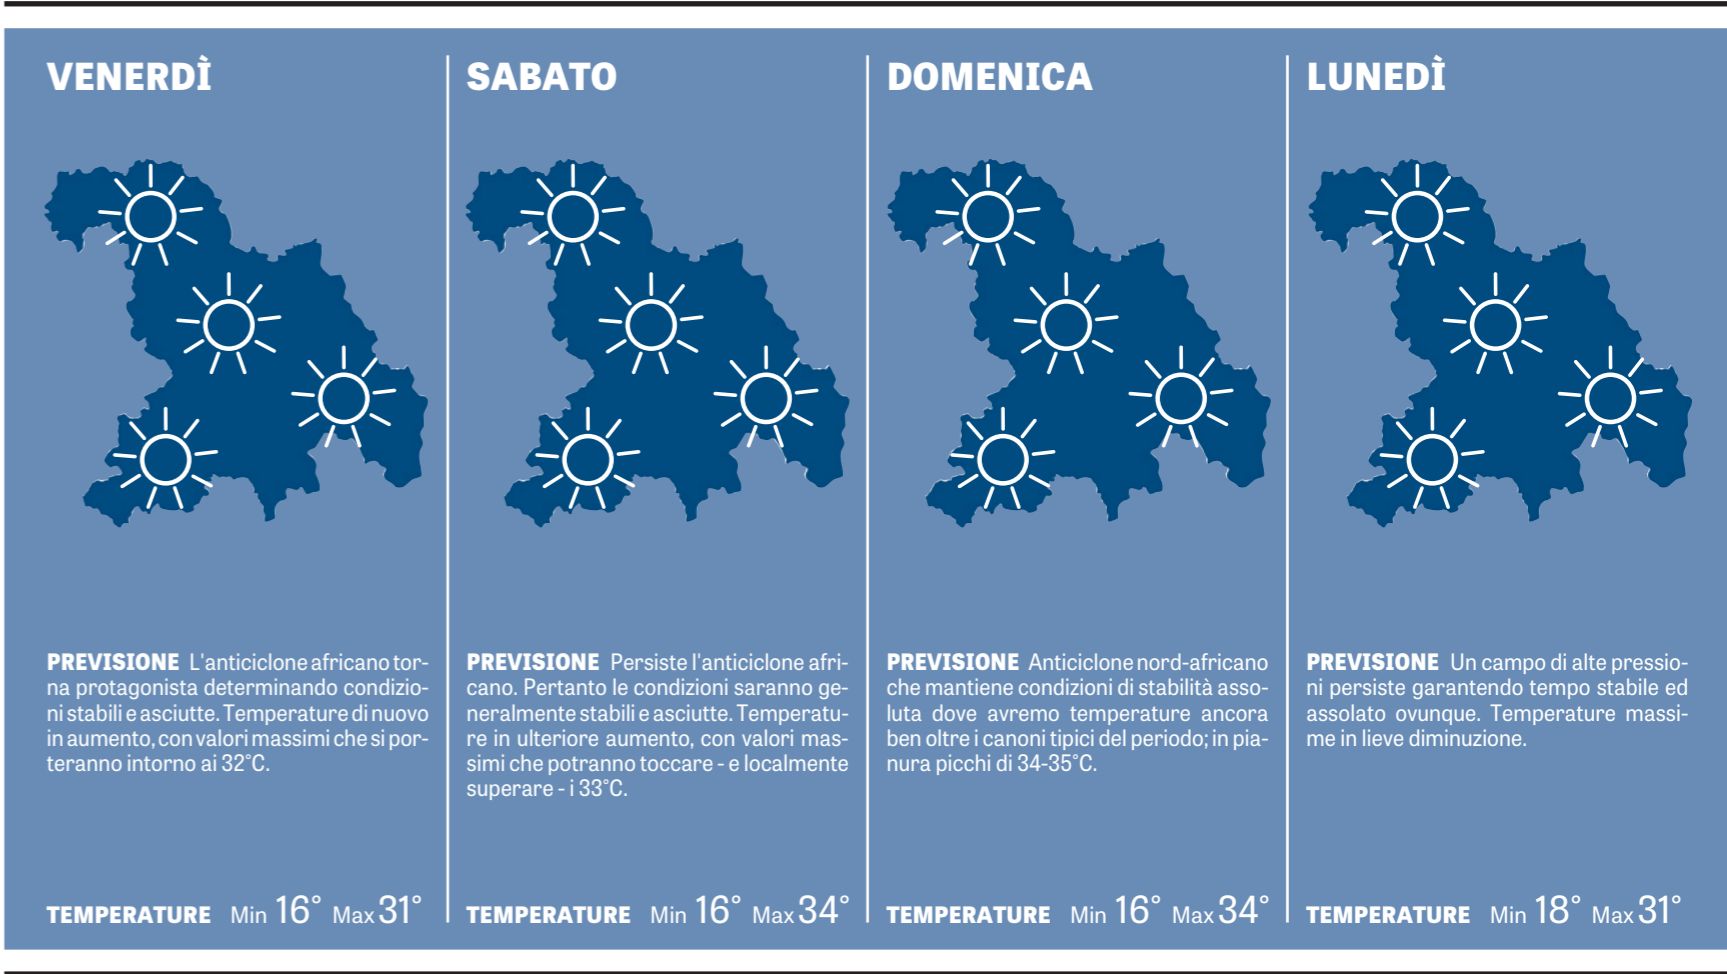 VENERDÌ
PREVISIONE L'anticiclone africano tor-
na protagonista determinando condizio-
ni stabili e asciutte. Temperature di nuovo
in aumento, con valori massimi che si por-
teranno intorno ai 32°C.
TEMPERATURE Min 16° Max 31°
SABATO
PREVISIONE Persiste l'anticiclone afri-
cano. Pertanto le condizioni saranno ge-
neralmente stabili e asciutte. Temperatu-
re in ulteriore aumento, con valori mas-
simi che potranno toccare - e localmente
superare - i 33°C.
TEMPERATURE Min 16° Max 34°
DOMENICA
PREVISIONE Anticiclone nord-africano
che mantiene condizioni di stabilità asso-
luta dove avremo temperature ancora
ben oltre i canoni tipici del periodo; in pia-
nura picchi di 34-35°C.
TEMPERATURE Min 16° Max 34°
LUNEDÌ
PREVISIONE Un campo di alte pressio-
ni persiste garantendo tempo stabile ed
assolato ovunque. Temperature massi-
me in lieve diminuzione.
TEMPERATURE Min 18° Max 31°